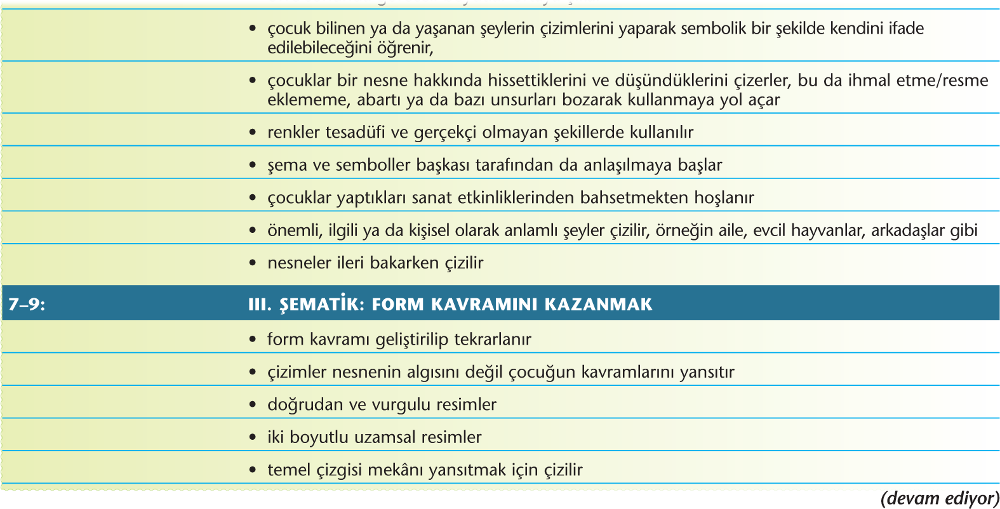 • çocuk bilinen ya da yaşanan şeylerin çizimlerini yaparak sembolik bir şekilde kendini ifade
edilebileceğini öğrenir,
• çocuklar bir nesne hakkında hissettiklerini ve düşündüklerini çizerler, bu da ihmal etme/resme
eklememe, abartı ya da bazı unsurları bozarak kullanmaya yol açar
• renkler tesadüfi ve gerçekçi olmayan şekillerde kullanılır
• şema ve semboller başkası tarafından da anlaşılmaya başlar
• çocuklar yaptıkları sanat etkinliklerinden bahsetmekten hoşlanır
• önemli, ilgili ya da kişisel olarak anlamlı şeyler çizilir, örneğin aile, evcil hayvanlar, arkadaşlar gibi
• nesneler ileri bakarken çizilir
7–9: III. ŞEMATİK: FORM KAVRAMINI KAZANMAK
• form kavramı geliştirilip tekrarlanır
• çizimler nesnenin algısını değil çocuğun kavramlarını yansıtır
• doğrudan ve vurgulu resimler
• iki boyutlu uzamsal resimler
• temel çizgisi mekânı yansıtmak için çizilir
(devam ediyor)